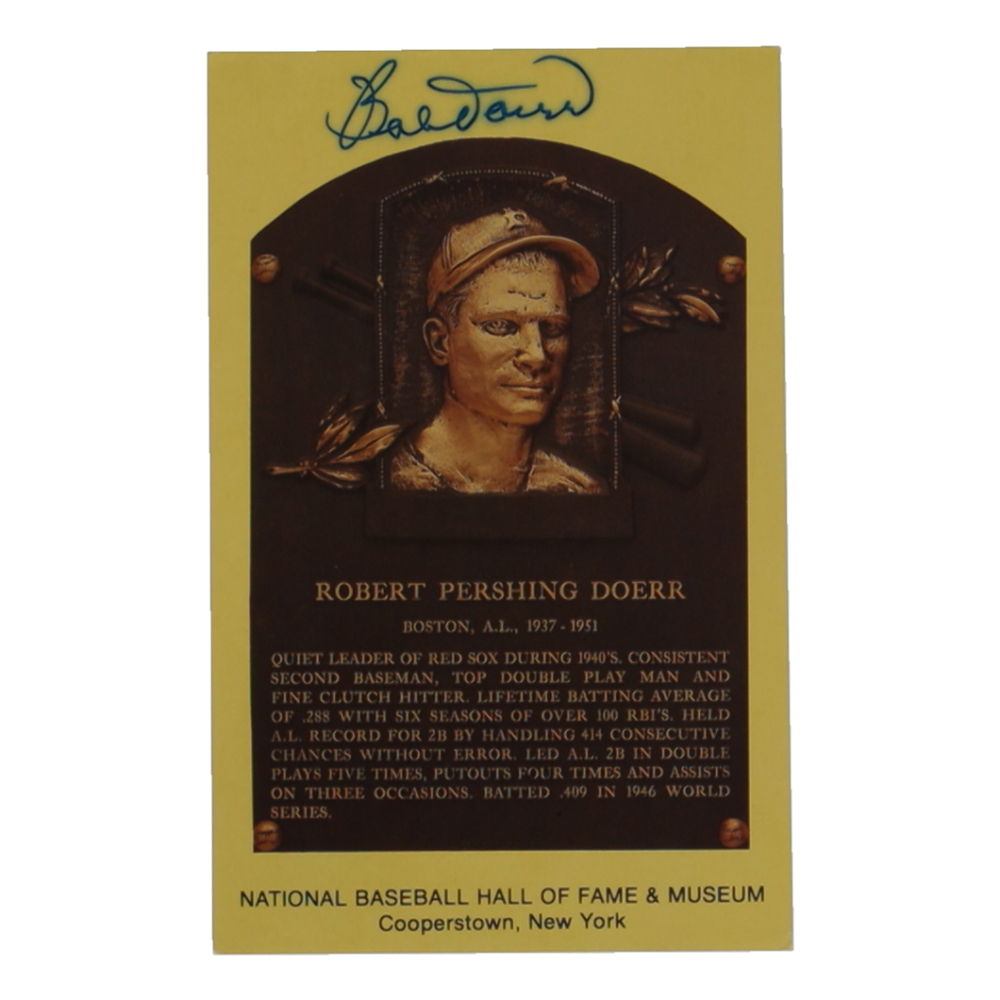 Bob Doerr
B
ROBERT PERSHING DOERR
BOSTON, A.L., 1937 - 1951
QUIET LEADER OF RED SOX DURING 1940'S. CONSISTENT
SECOND BASEMAN, TOP DOUBLE PLAY MAN AND
FINE CLUTCH HITTER. LIFETIME BATTING AVERAGE
OF .288 WITH SIX SEASONS OF OVER 100 RBI'S. HELD
A.L. RECORD FOR 2B BY HANDLING 414 CONSECUTIVE
CHANCES WITHOUT ERROR. LED A.L. 2B IN DOUBLE
PLAYS FIVE TIMES, PUTOUTS FOUR TIMES AND ASSISTS
ON THREE OCCASIONS. BATTED .409 IN 1946 WORLD
SERIES.
NATIONAL BASEBALL HALL OF FAME & MUSEUM
Cooperstown, New York